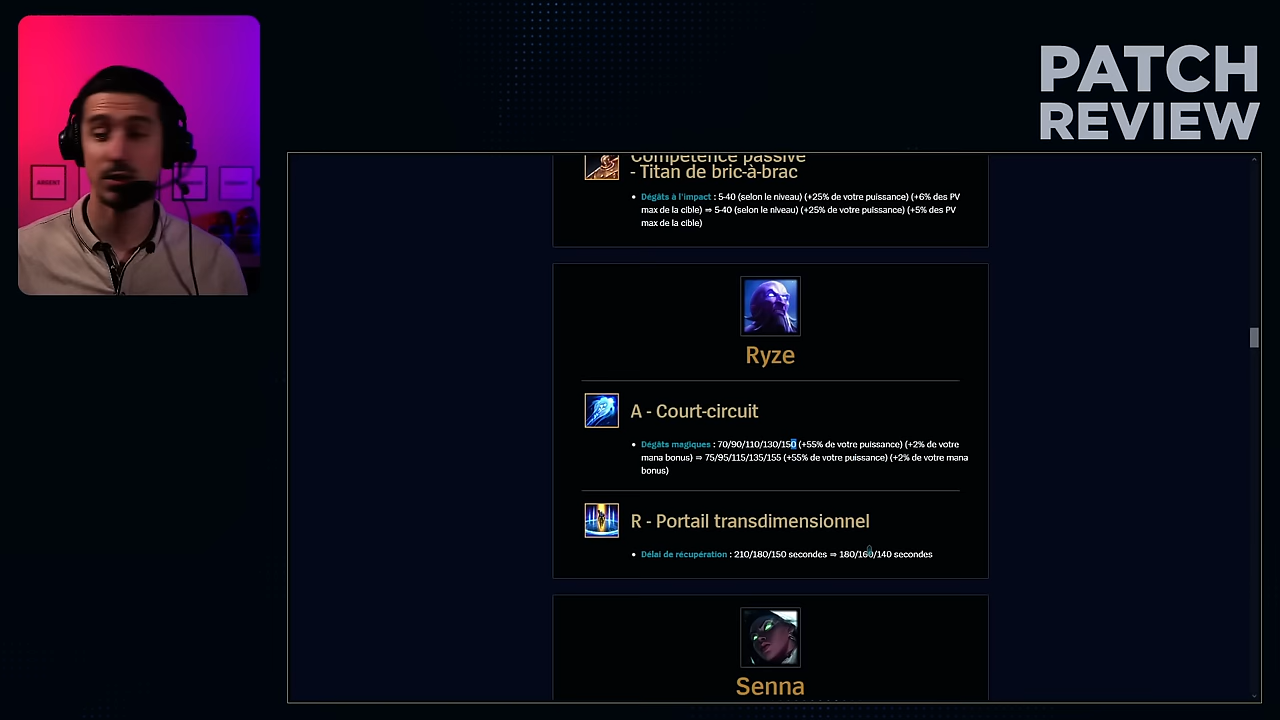 PATCH
REVIEW
Compétence passive
- Titan de bric-à-brac
• Dégâts à l'impact : 5-40 (selon le niveau) (+25% de votre puissance) (+6% des PV
max de la cible) ⇒ 5-40 (selon le niveau) (+25% de votre puissance) (+5% des PV
max de la cible)
Ryze
A - Court-circuit
• Dégâts magiques : 70/90/110/130/150 (+55% de votre puissance) (+2% de votre
mana bonus) ⇒ 75/95/115/135/155 (+55% de votre puissance) (+2% de votre mana
bonus)
R - Portail transdimensionnel
• Délai de récupération : 210/180/150 secondes ⇒ 180/160/140 secondes
Senna
ARGENT